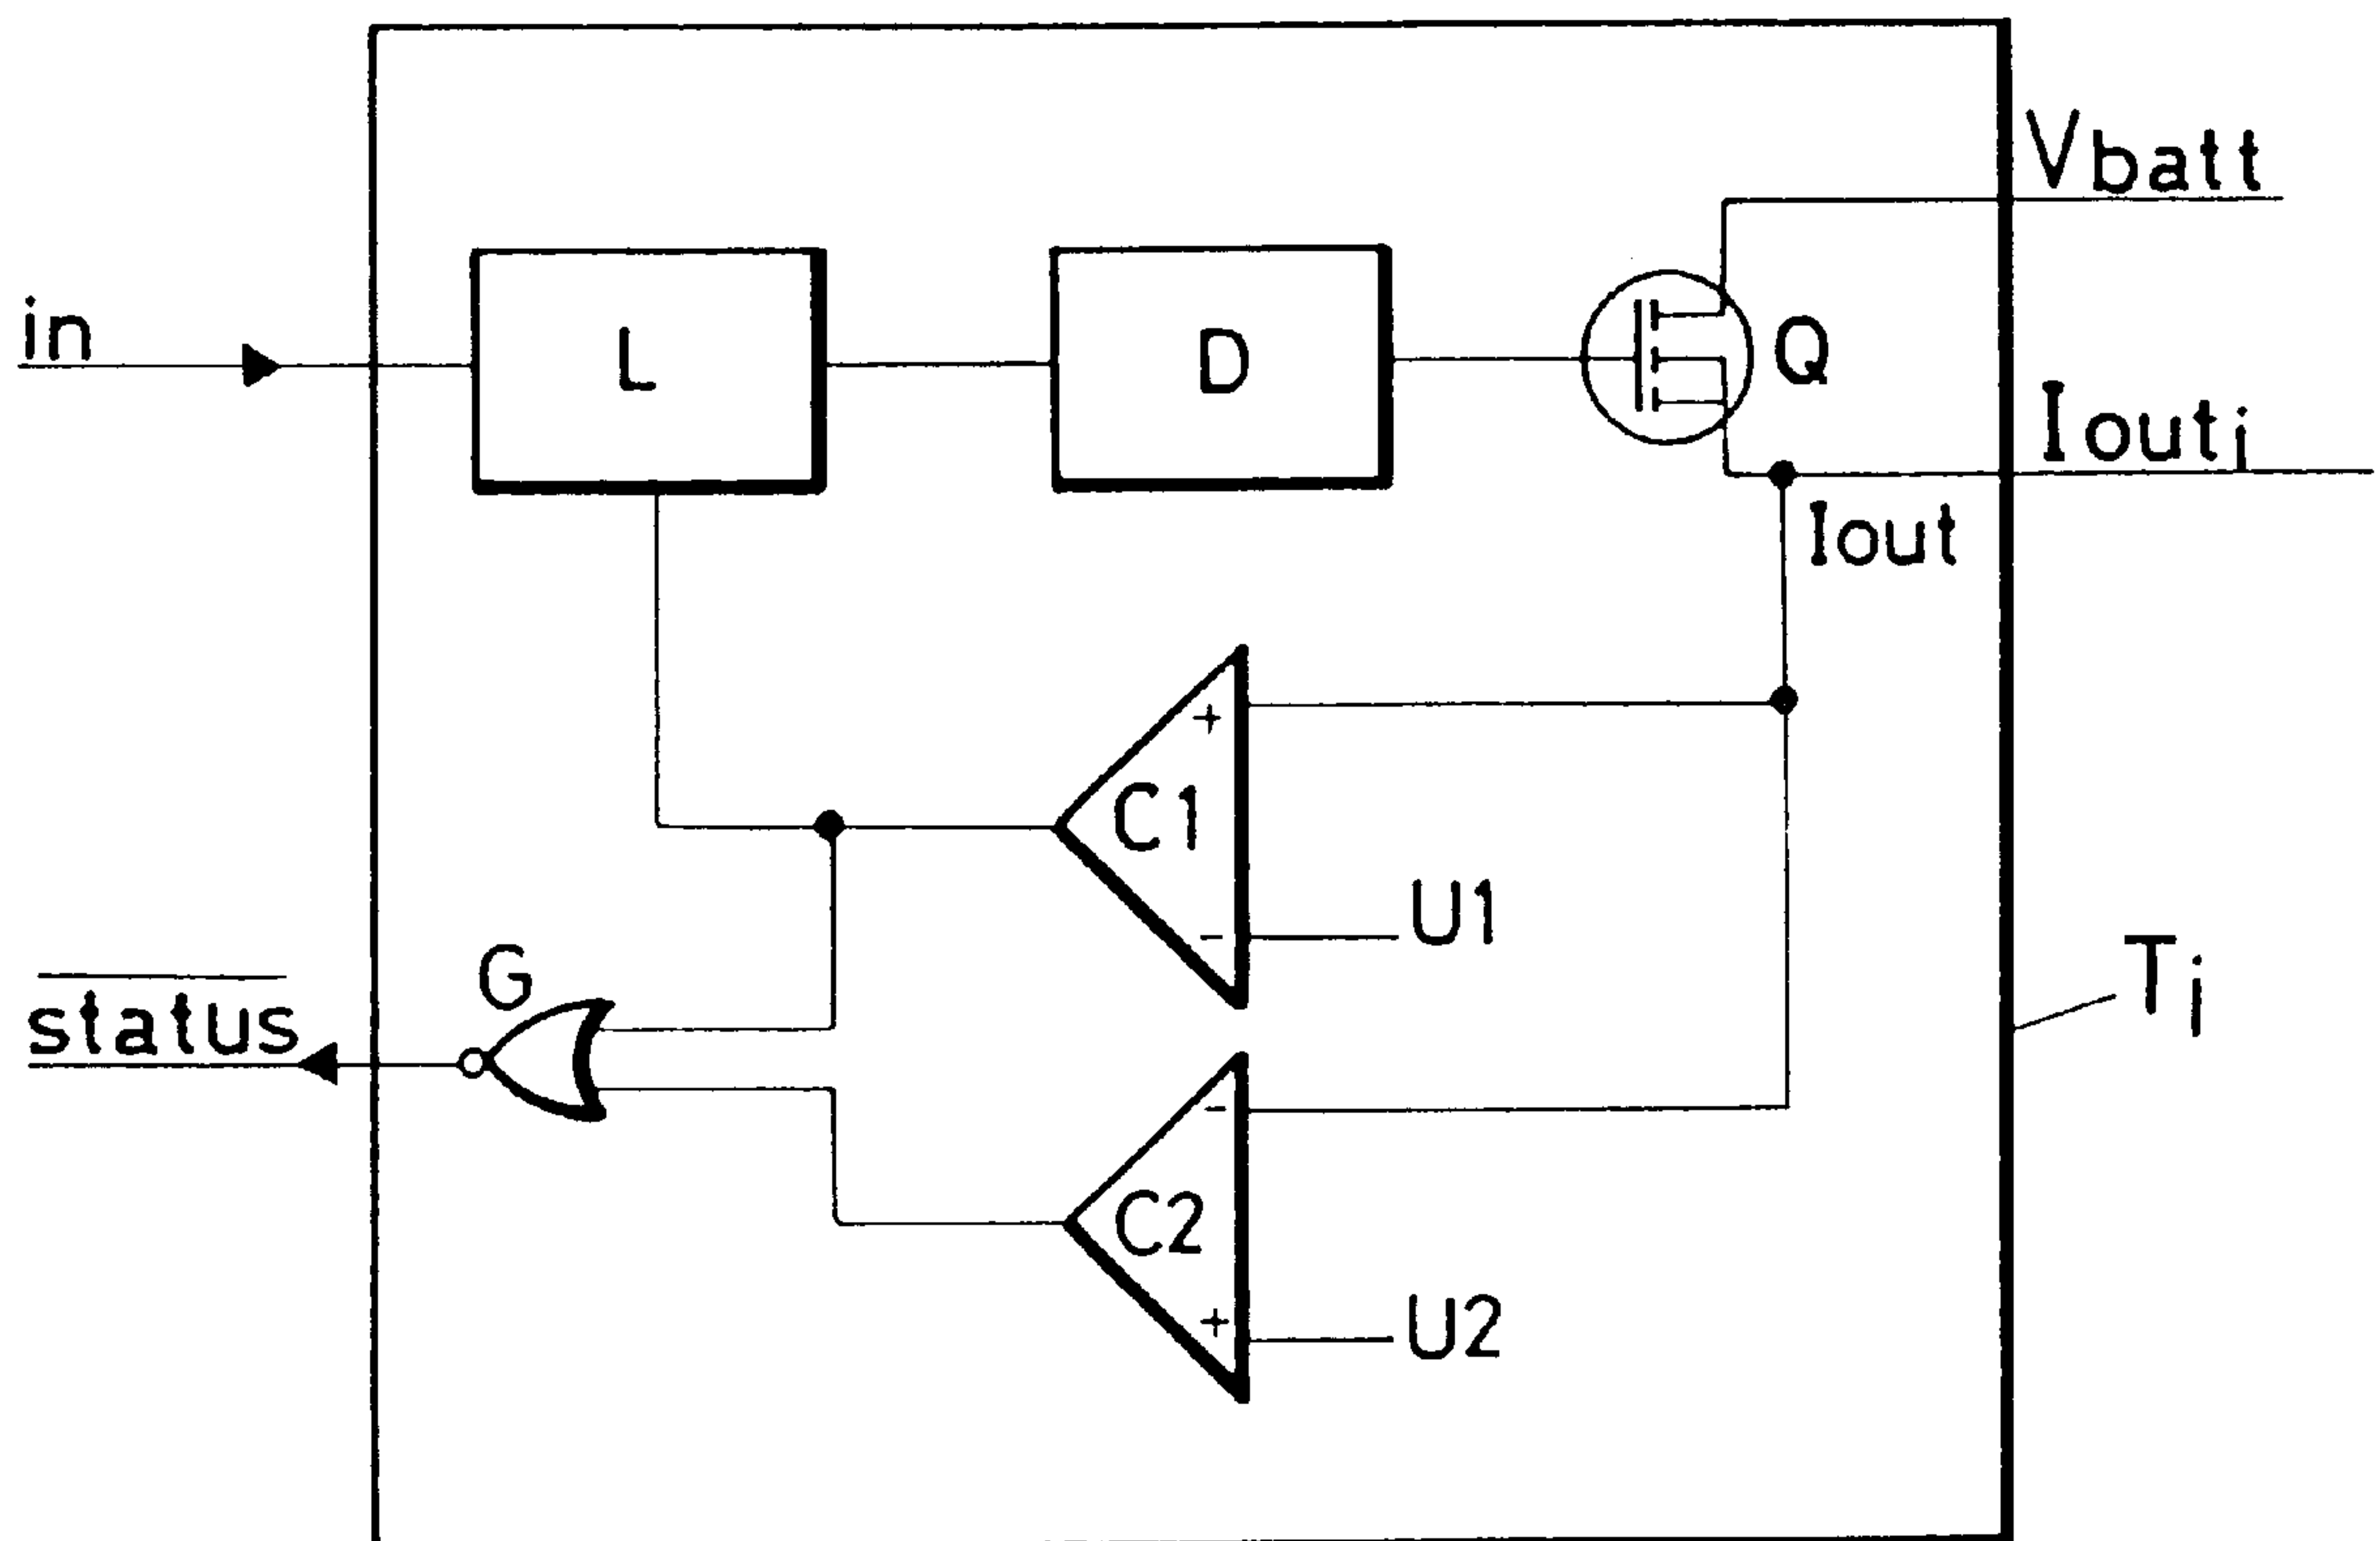 Vbatt
in
L
D
Q
Iouti
Iout
+
C1
-
U1
G
status
Ti
-
C2
+
U2